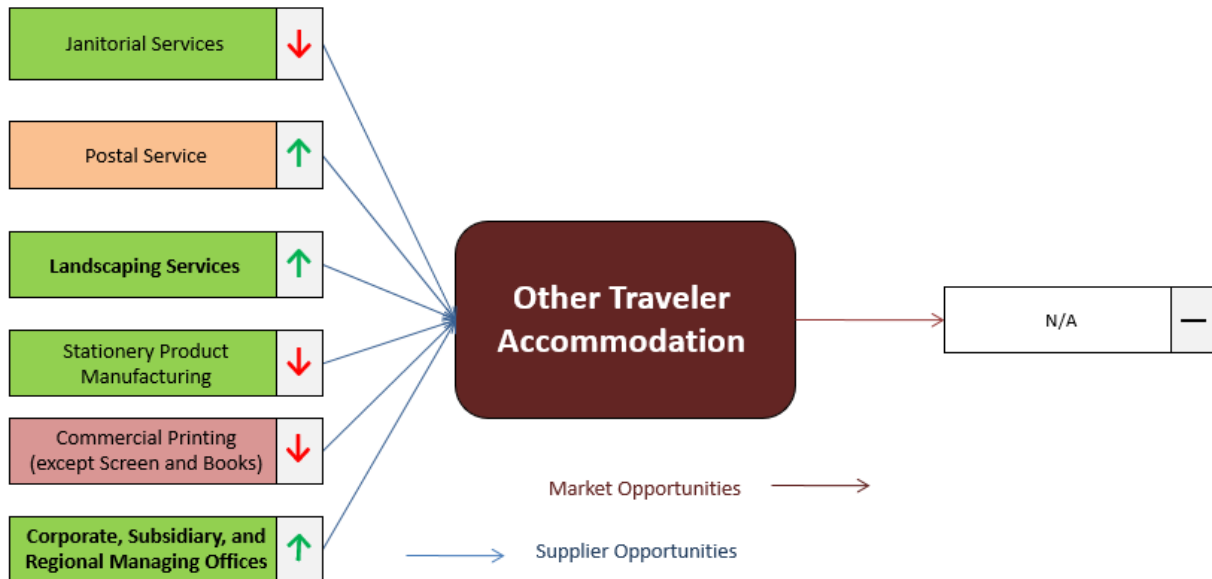 Janitorial Services
Postal Service
Landscaping Services
Stationery Product
Manufacturing
Commercial Printing
(except Screen and Books)
Corporate, Subsidiary, and
Regional Managing Offices
Other Traveler
Accommodation
N/A
Market Opportunities
Supplier Opportunities